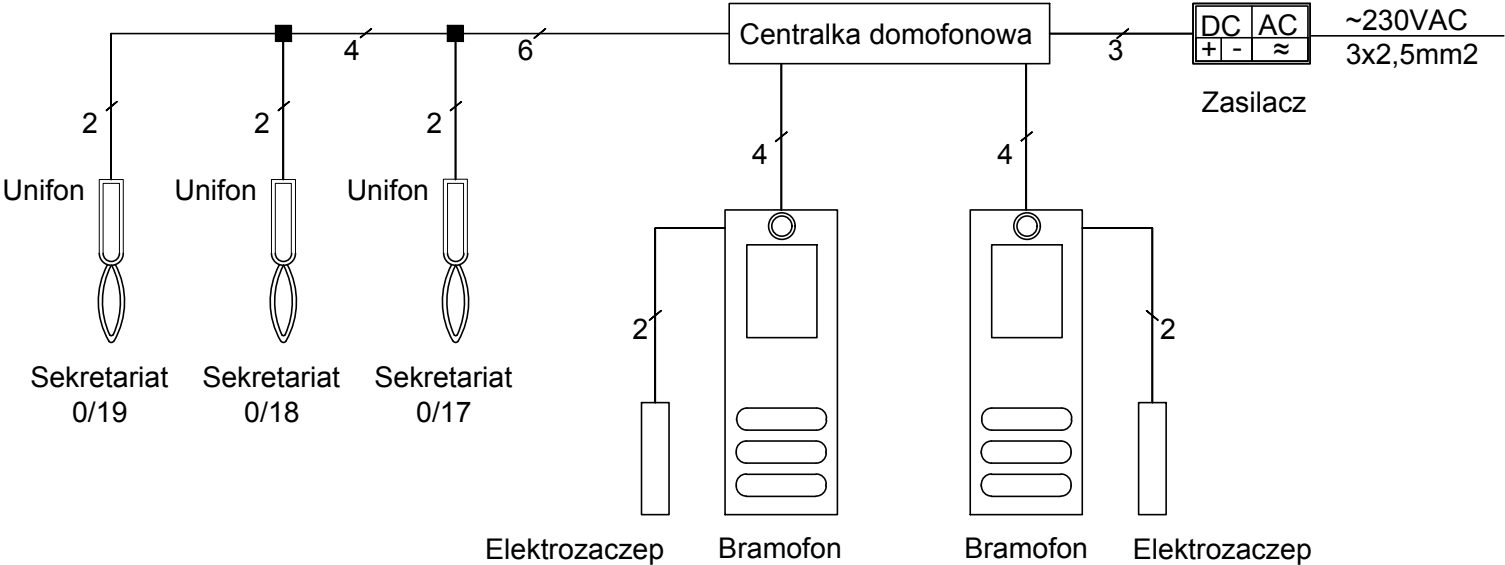 4
6
Centralka domofonowa
3
DC AC
+ - ≈
~230VAC
3x2,5mm2
Zasilacz
2
2
2
4
4
Unifon
Unifon
Unifon
2
2
Sekretariat
0/19
Sekretariat
0/18
Sekretariat
0/17
Elektrozaczep
Bramofon
Bramofon
Elektrozaczep